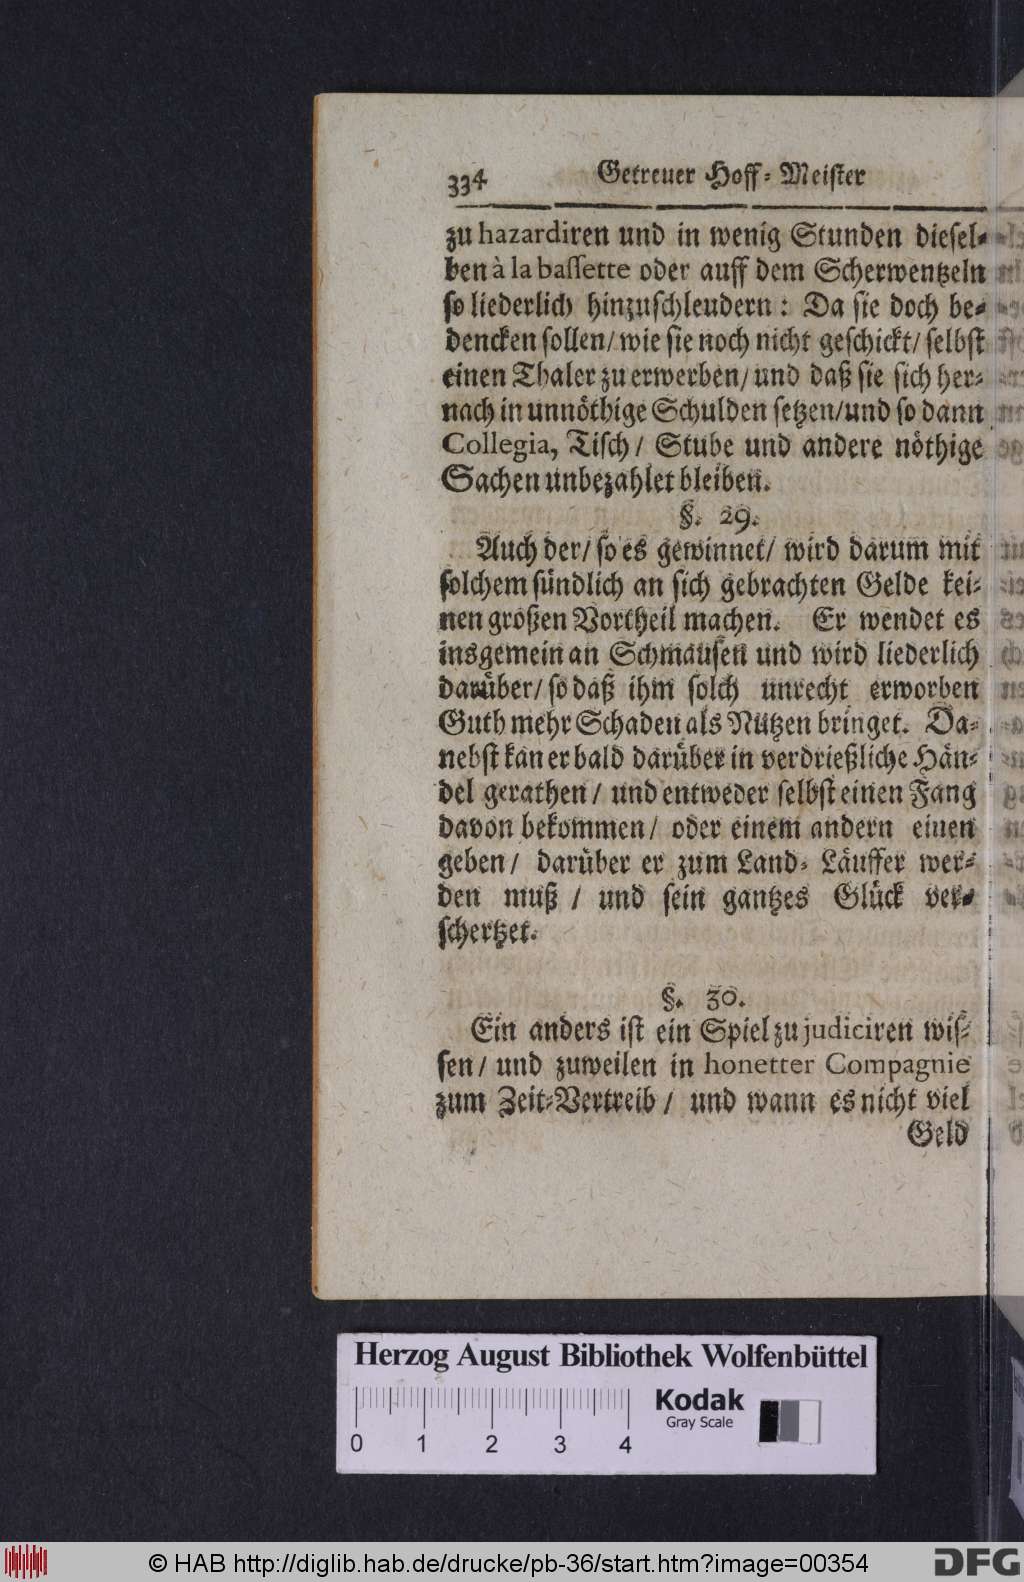 334 Getreuer Hoff-Meister
zu hazardiren und in wenig Stunden diesel-
ben à la bassette oder auff dem Scherwentzeln
so liederlich hinzuschleudern: Da sie doch be-
dencken sollen/ wie sie noch nicht geschickt/ selbst
einen Thaler zu erwerben/ und daß sie sich her-
nach in unnöthige Schulden setzen/ und so dann
Collegia, Tisch/ Stube und andere nöthige
Sachen unbezahlet bleiben.
§. 29.
Auch der/ so es gewinnet/ wird darum mit
solchem sündlich an sich gebrachten Gelde kei-
nen großen Vortheil machen. Er wendet es
insgemein an Schmausen und wird liederlich
darüber/ so daß ihm solch unrecht erworben
Guth mehr Schaden als Nutzen bringet. Da-
nebst kan er bald darüber in verdrießliche Hän-
del gerathen/ und entweder selbst einen Fang
davon bekommen/ oder einem andern einen
geben/ darüber er zum Land-Läuffer wer-
den muß/ und sein gantzes Glück ver-
schertzet.
§. 30.
Ein anders ist ein Spiel zu judiciren wis-
sen/ und zuweilen in honetter Compagnie
zum Zeit-Vertreib/ und wann es nicht viel
Geld
Herzog August Bibliothek Wolfenbüttel
Kodak
Gray Scale
0 1 2 3 4
© HAB http://diglib.hab.de/drucke/pb-36/start.htm?image=00354
DFG